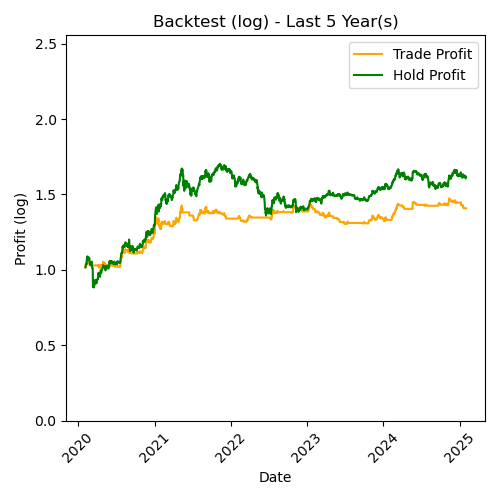 Backtest (log) - Last 5 Year(s)
Trade Profit
Hold Profit
Profit (log)
2.5
2.0
1.5
1.0
0.5
0.0
2020
2021
2022
2023
2024
2025
Date